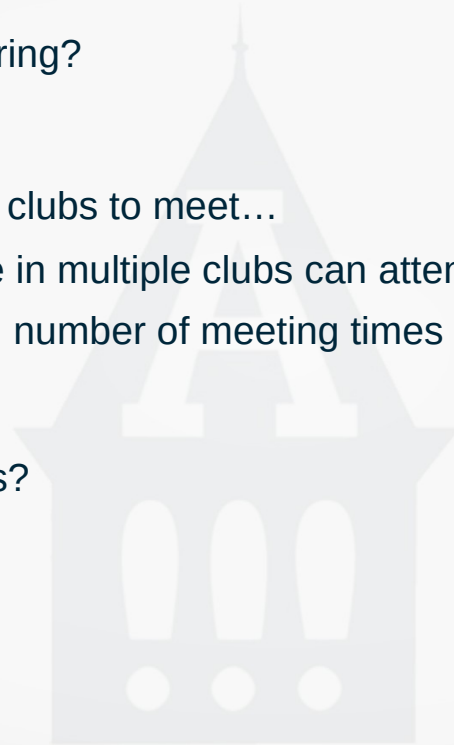 ring?
clubs to meet…
e in multiple clubs can atten
number of meeting times
s?
A